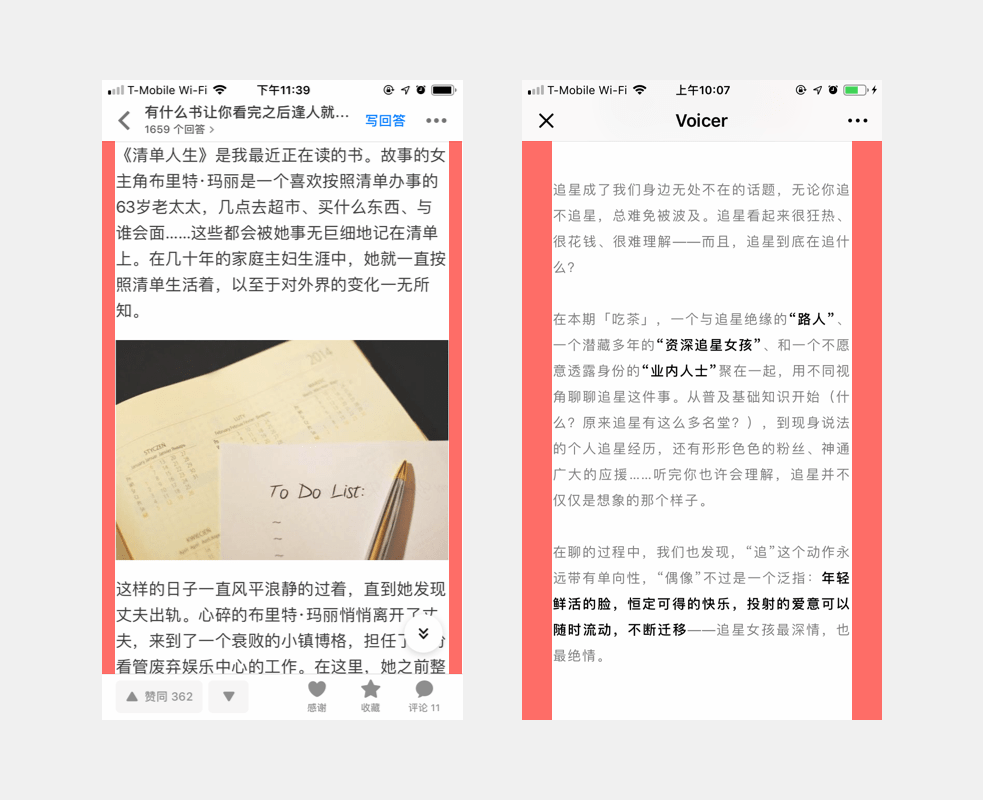 T-Mobile Wi-Fi 下午11:39
有什么书让你看完之后逢人就...
1659 个回答 >
写回答
《清单人生》是我最近正在读的书。故事的女
主角布里特·玛丽是一个喜欢按照清单办事的
63岁老太太，几点去超市、买什么东西、与
谁会面……这些都会被她事无巨细地记在清单
上。在几十年的家庭主妇生涯中，她就一直按
照清单生活着，以至于对外界的变化一无所
知。
2014
STYCZEŃ
LUTY
KWIECIEŃ
To Do List:
这样的日子一直风平浪静的过着，直到她发现
丈夫出轨。心碎的布里特·玛丽悄悄离开了丈
夫，来到了一个衰败的小镇博格，担任了
看管废弃娱乐中心的工作。在这里，她之前整
赞同 362
感谢
收藏
评论 11
T-Mobile Wi-Fi 上午10:07
Voicer
追星成了我们身边无处不在的话题，无论你追
不追星，总难免被波及。追星看起来很狂热、
很花钱、很难理解——而且，追星到底在追什
么？
在本期「吃茶」，一个与追星绝缘的“路人”、
一个潜藏多年的“资深追星女孩”、和一个不愿
意透露身份的“业内人士”聚在一起，用不同视
角聊聊追星这件事。从普及基础知识开始（什
么？原来追星有这么多名堂？），到现身说法
的个人追星经历，还有形形色色的粉丝、神通
广大的应援……听完你也许会理解，追星并不
仅仅是想象的那个样子。
在聊的过程中，我们也发现，“追”这个动作永
远带有单向性，“偶像”不过是一个泛指：年轻
鲜活的脸，恒定可得的快乐，投射的爱意可以
随时流动，不断迁移——追星女孩最深情，也
最绝情。